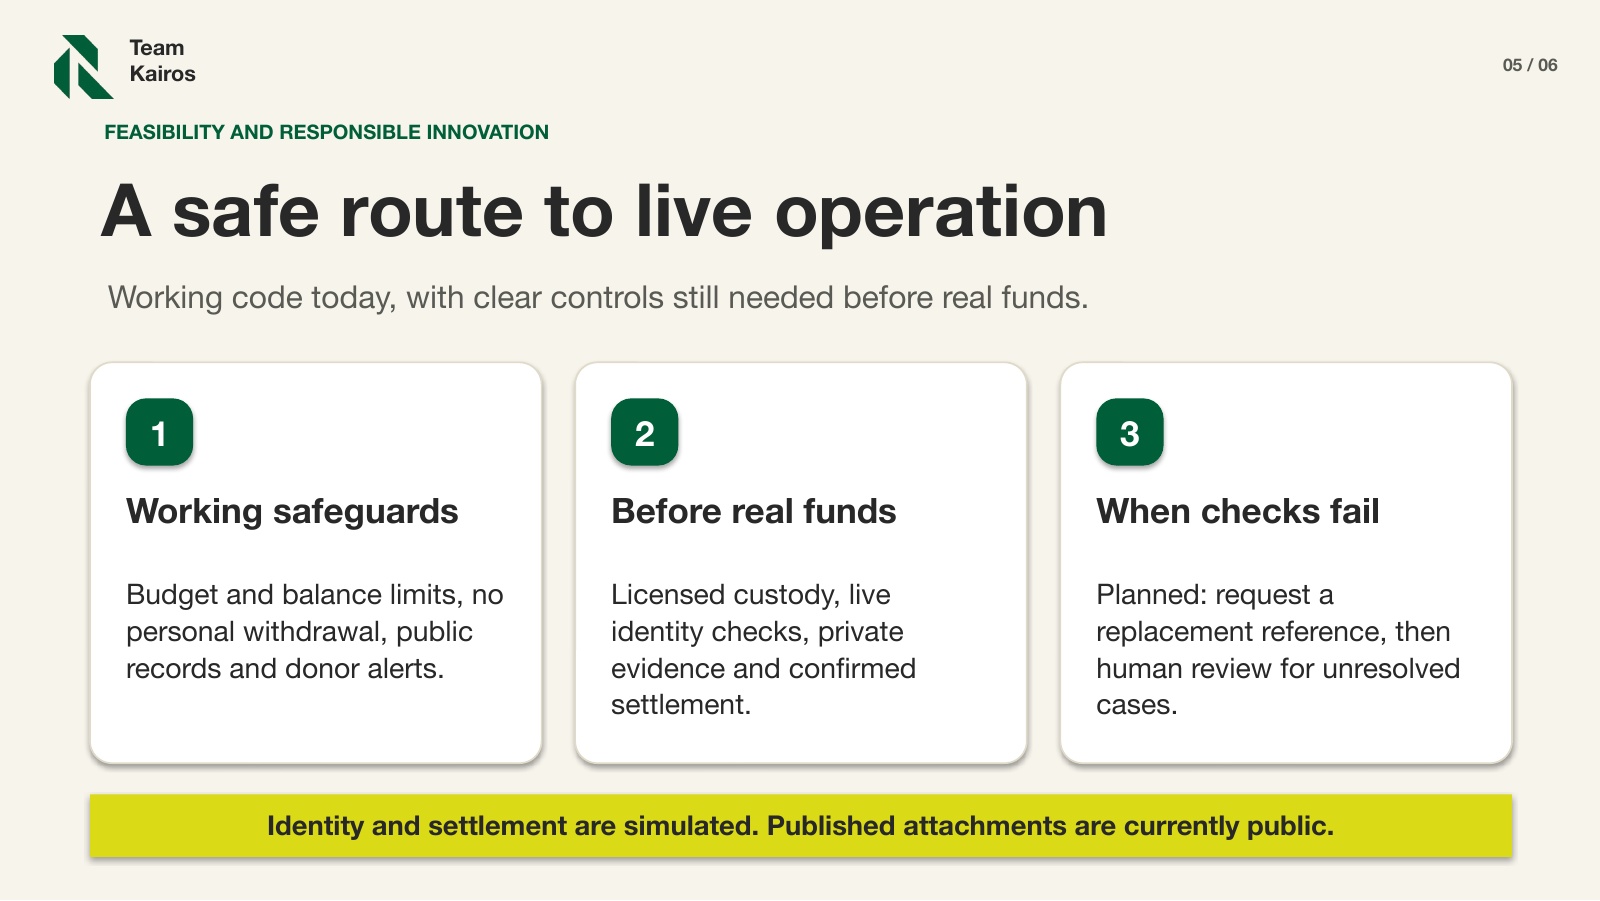 Team
Kairos
05 / 06
FEASIBILITY AND RESPONSIBLE INNOVATION
A safe route to live operation
Working code today, with clear controls still needed before real funds.
1
Working safeguards
Budget and balance limits, no
personal withdrawal, public
records and donor alerts.
2
Before real funds
Licensed custody, live
identity checks, private
evidence and confirmed
settlement.
3
When checks fail
Planned: request a
replacement reference, then
human review for unresolved
cases.
Identity and settlement are simulated. Published attachments are currently public.